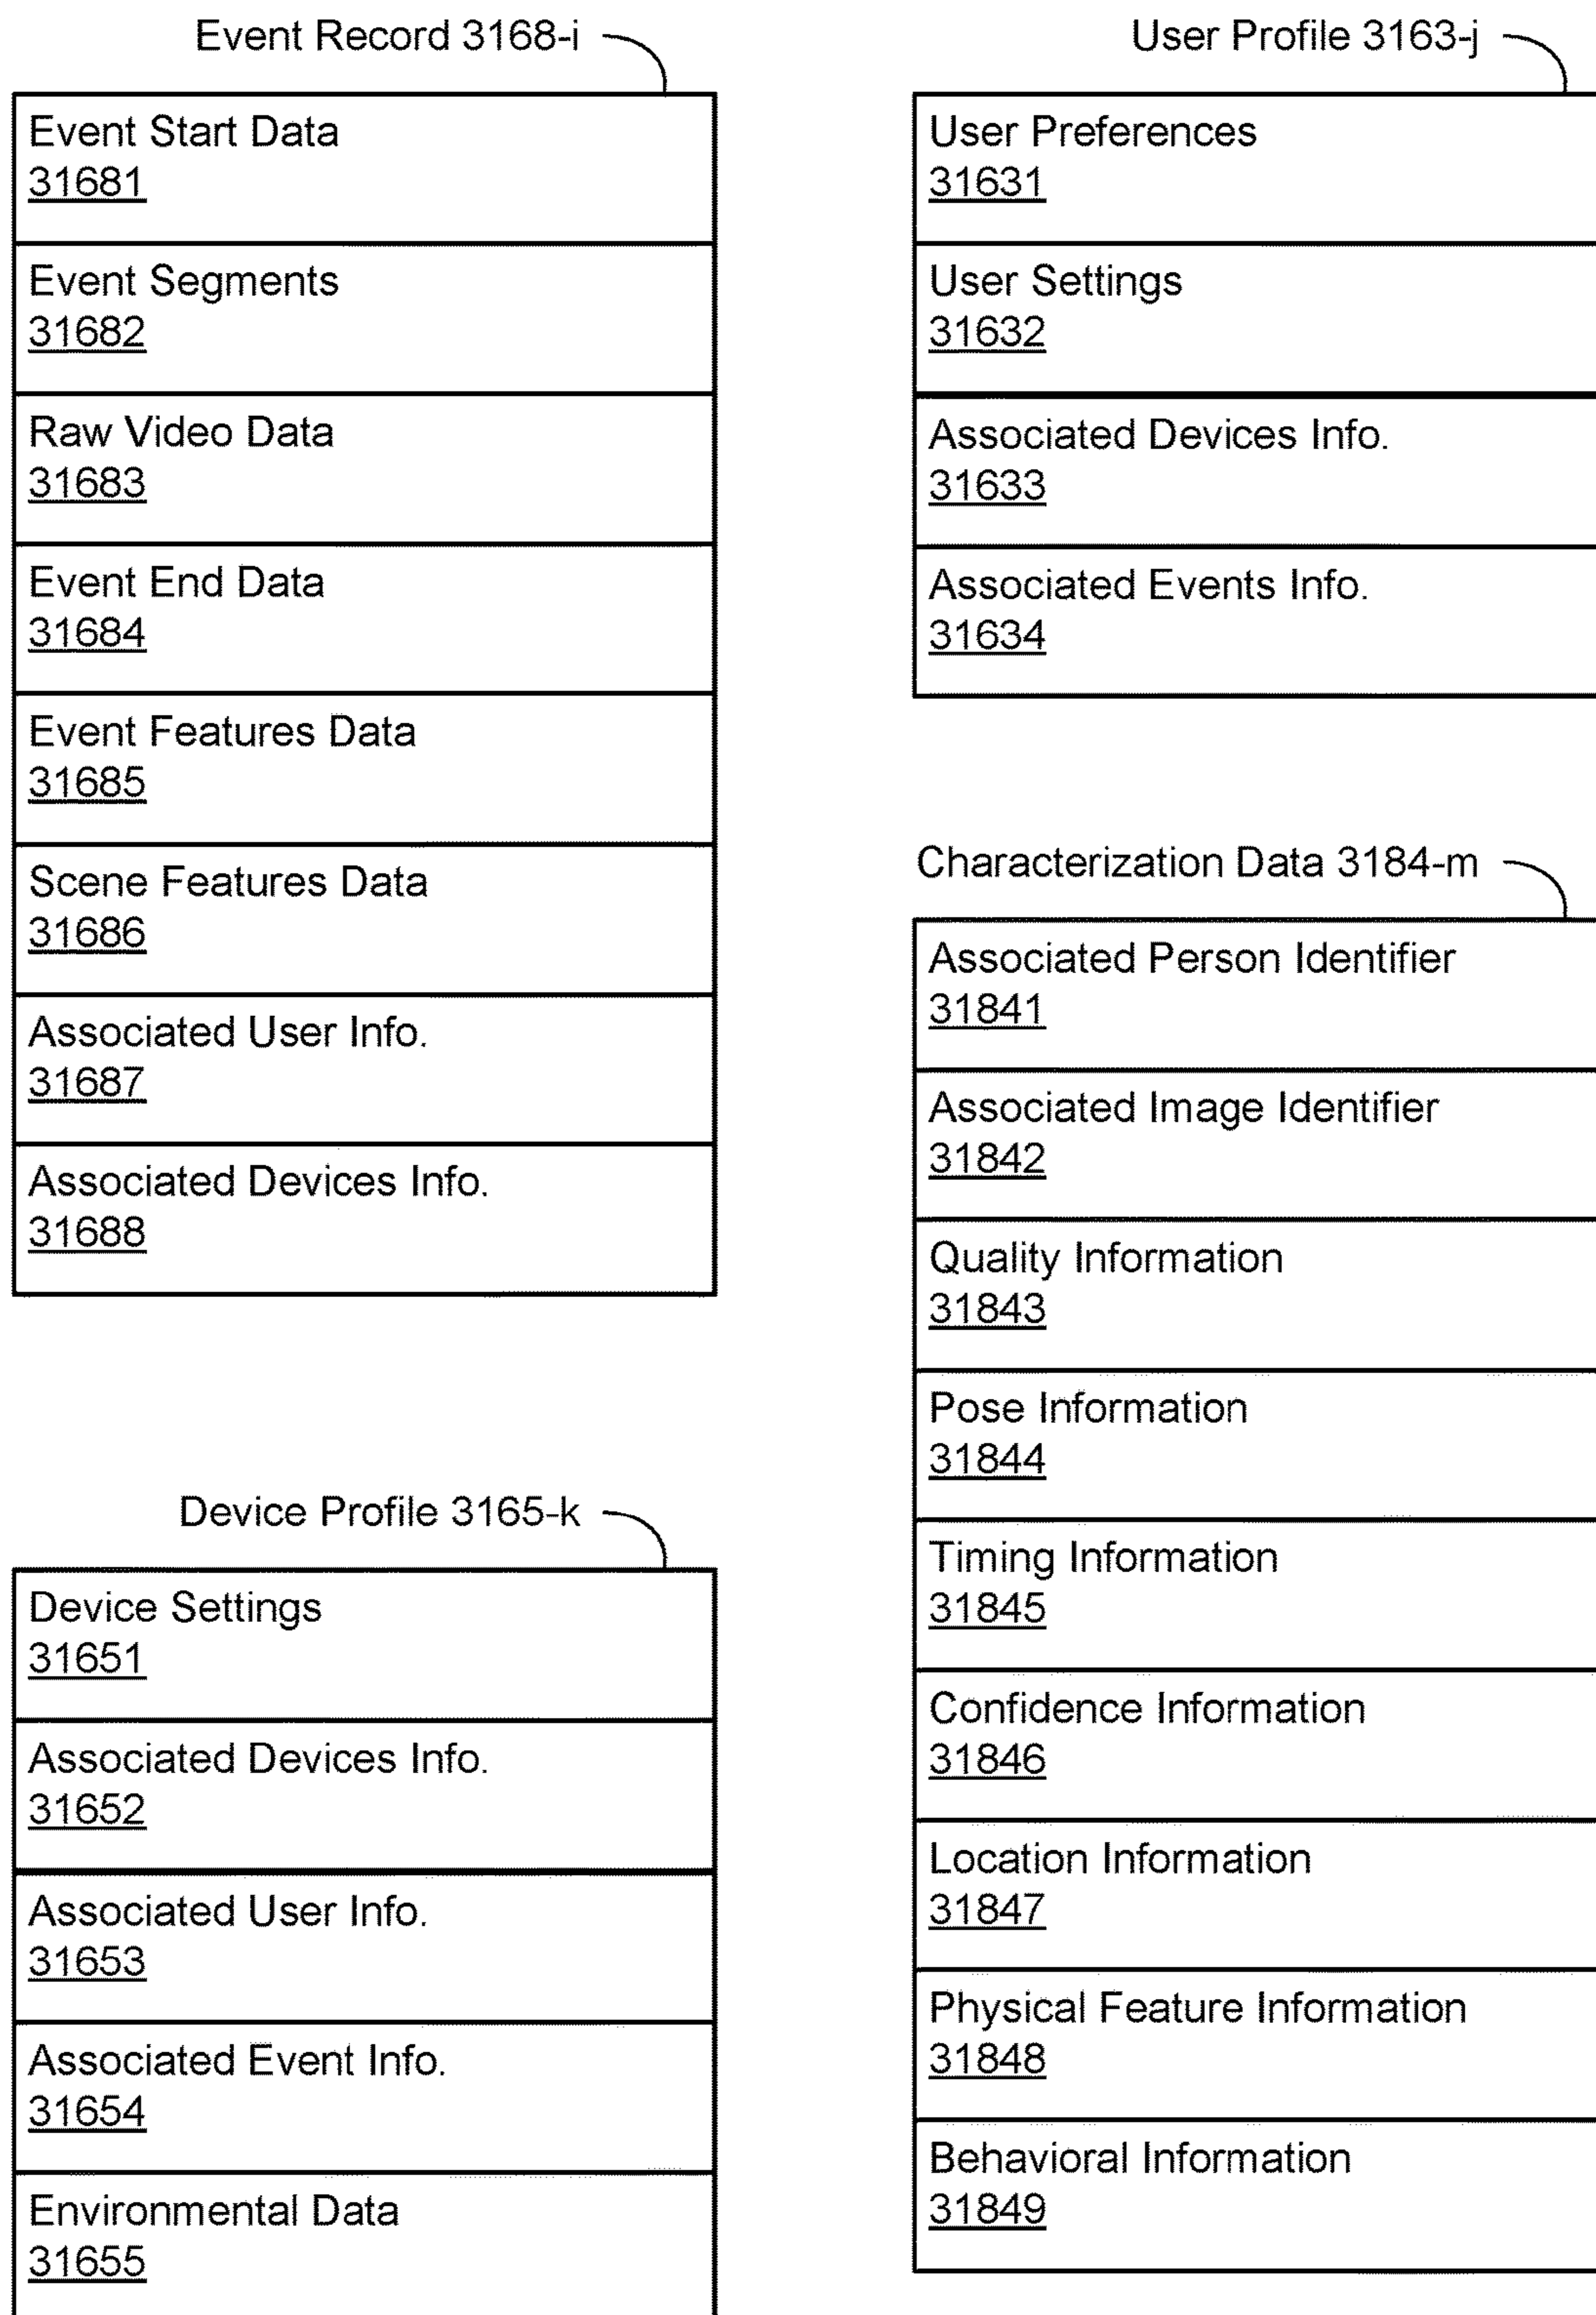 Event Record 3168-i
Event Start Data
31681
Event Segments
31682
Raw Video Data
31683
Event End Data
31684
Event Features Data
31685
Scene Features Data
31686
Associated User Info.
31687
Associated Devices Info.
31688
Device Profile 3165-k
Device Settings
31651
Associated Devices Info.
31652
Associated User Info.
31653
Associated Event Info.
31654
Environmental Data
31655
User Profile 3163-j
User Preferences
31631
User Settings
31632
Associated Devices Info.
31633
Associated Events Info.
31634
Characterization Data 3184-m
Associated Person Identifier
31841
Associated Image Identifier
31842
Quality Information
31843
Pose Information
31844
Timing Information
31845
Confidence Information
31846
Location Information
31847
Physical Feature Information
31848
Behavioral Information
31849